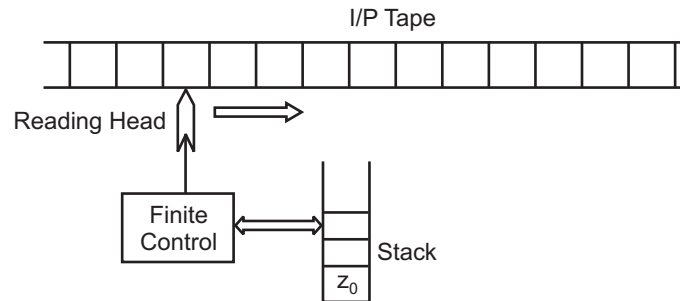 I/P Tape
Reading Head
Finite
Control
Stack
z₀